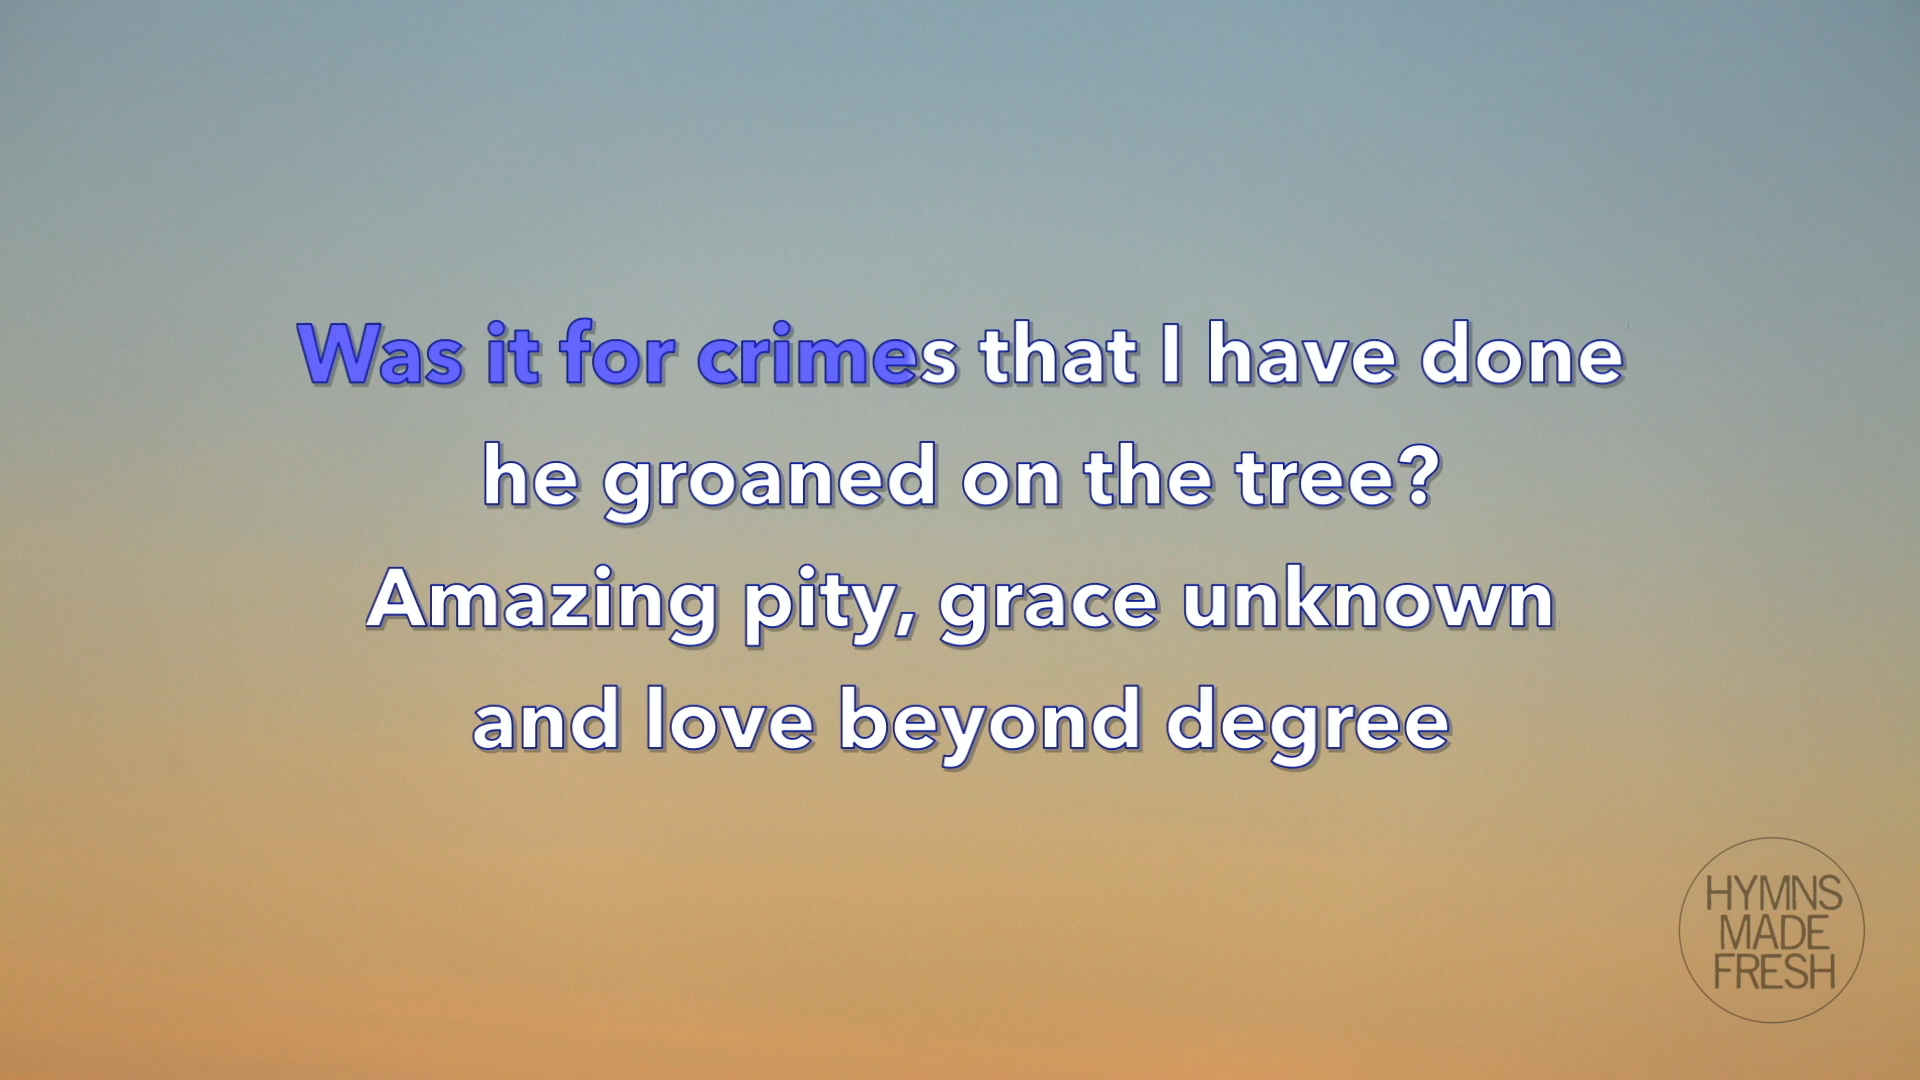 Was it for crimes that I have done
he groaned on the tree?
Amazing pity, grace unknown
and love beyond degree
HYMNS
MADE
FRESH